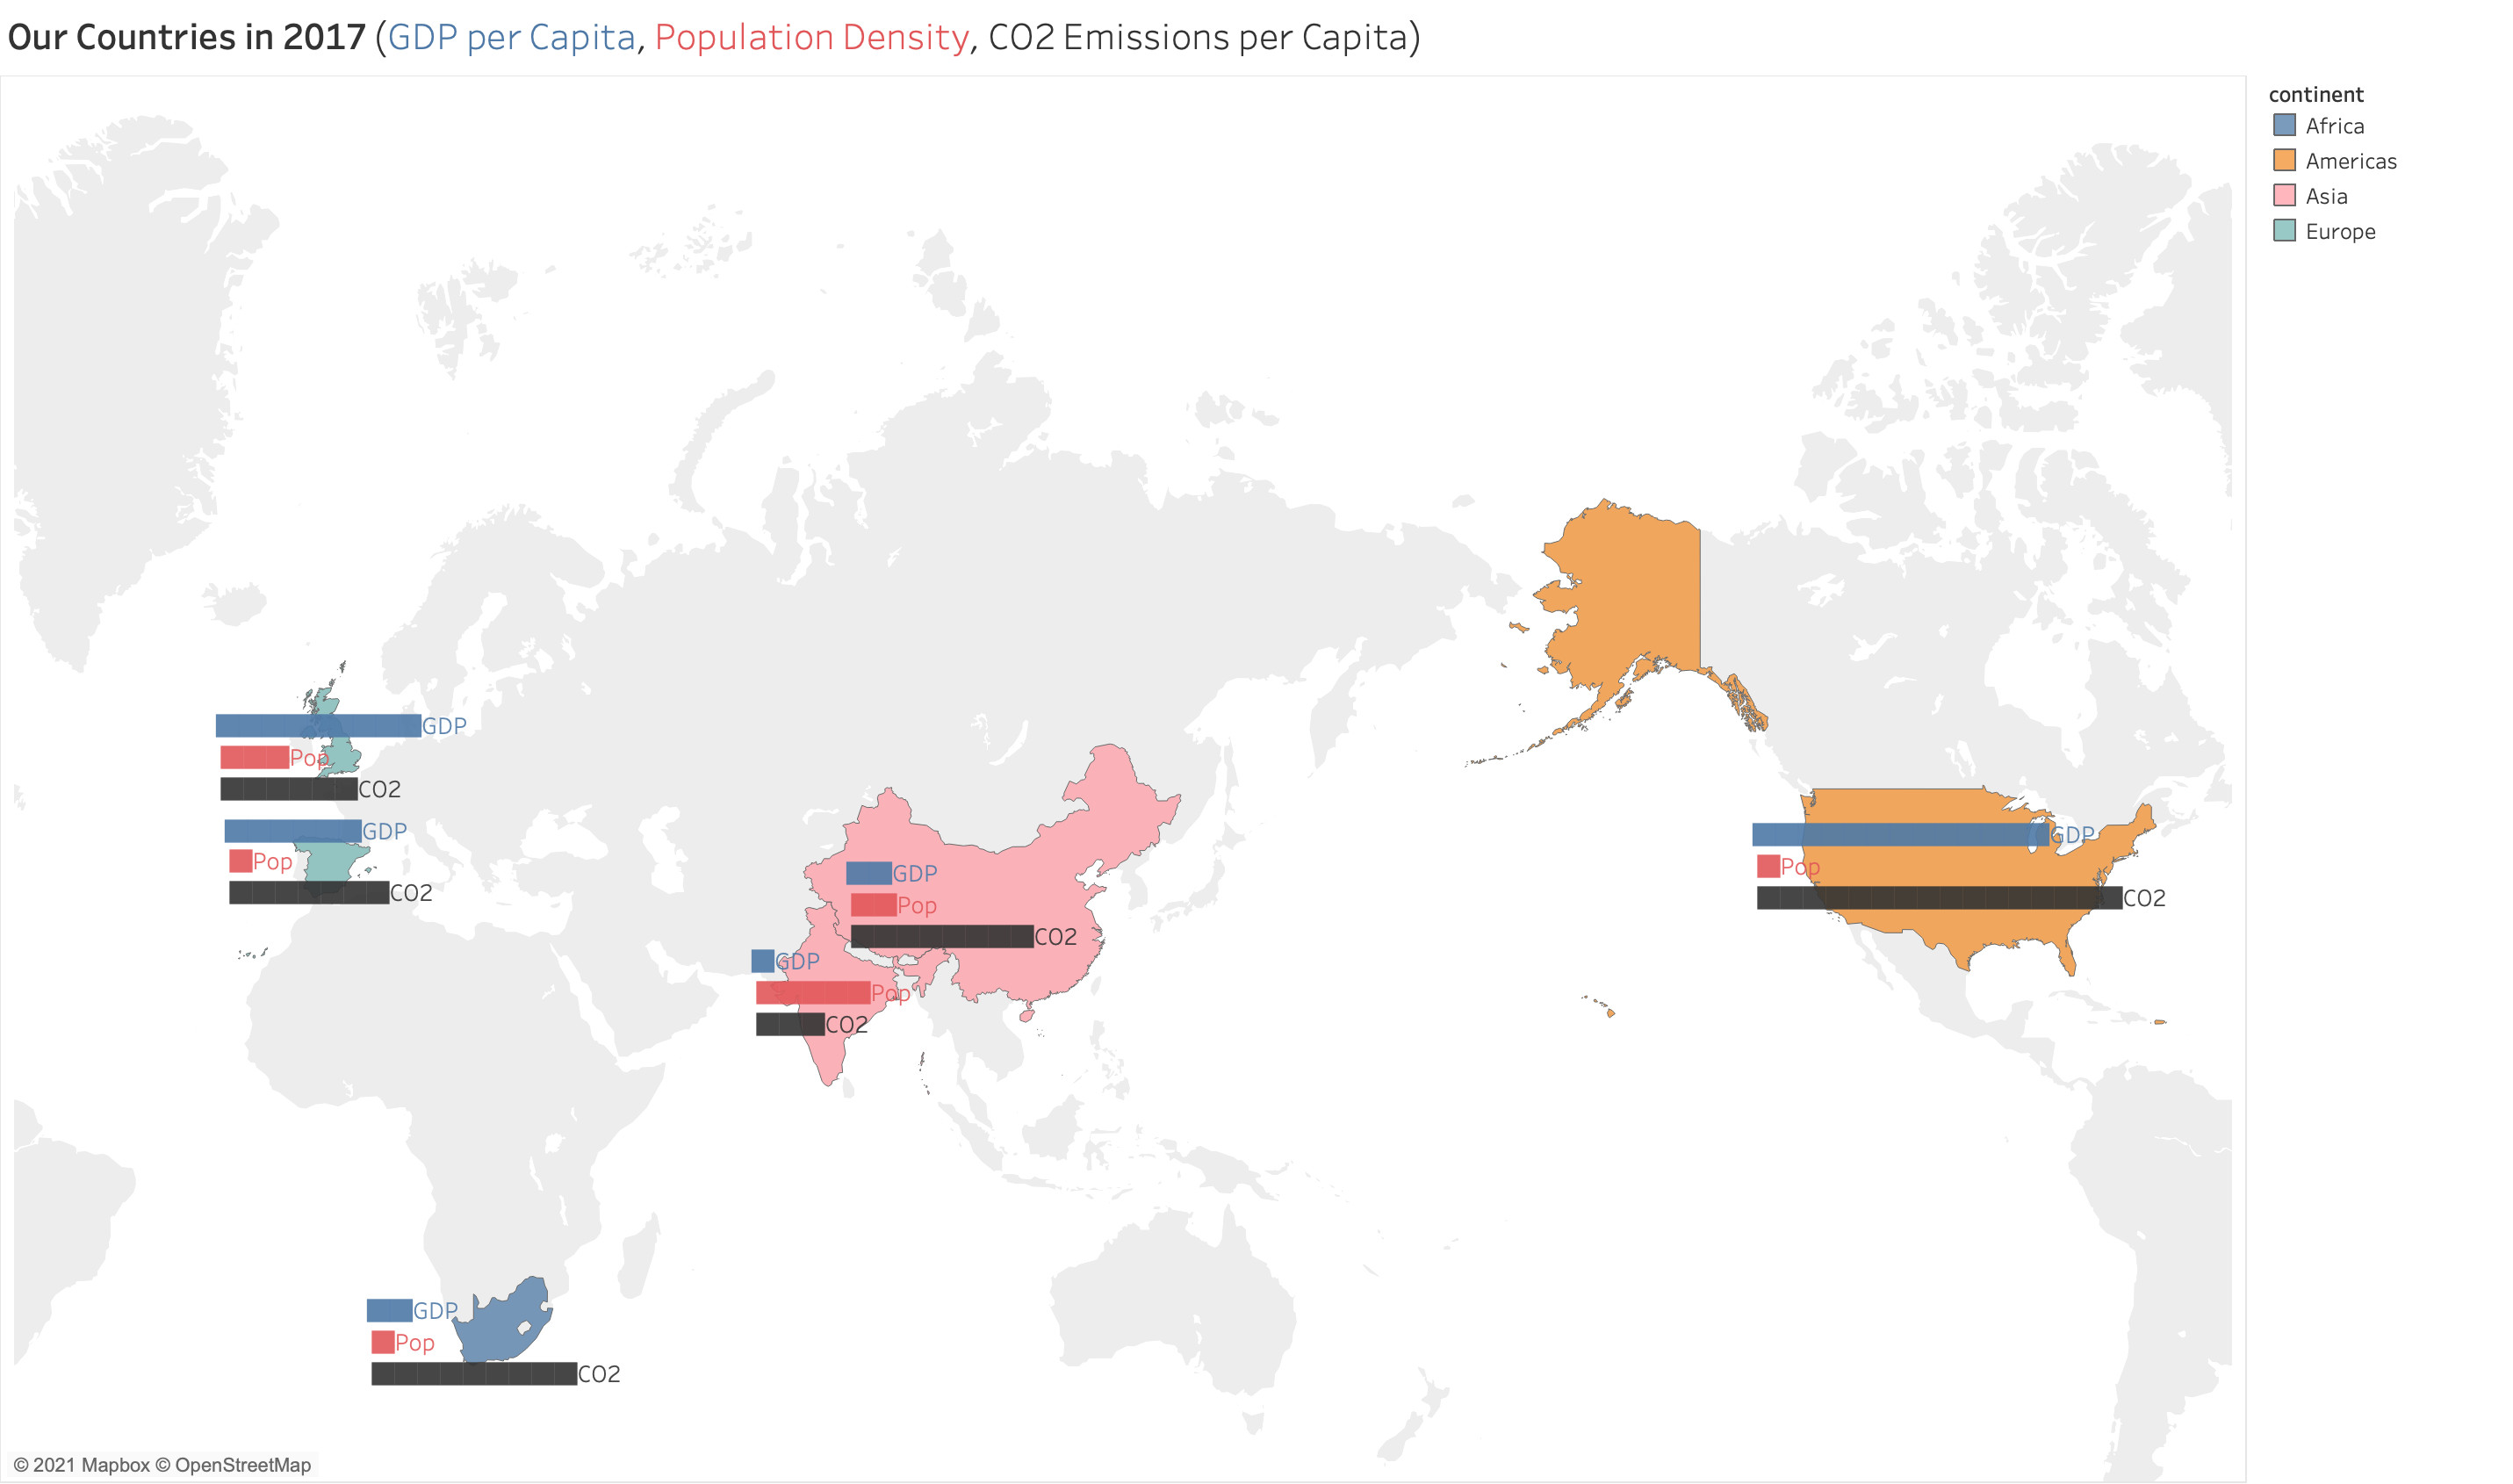 Our Countries in 2017 (GDP per Capita, Population Density, CO2 Emissions per Capita)
continent
Africa
Americas
Asia
Europe
GDP
Pop
CO2
GDP
Pop
CO2
GDP
Pop
CO2
GDP
Pop
CO2
GDP
Pop
CO2
GDP
Pop
CO2
© 2021 Mapbox © OpenStreetMap